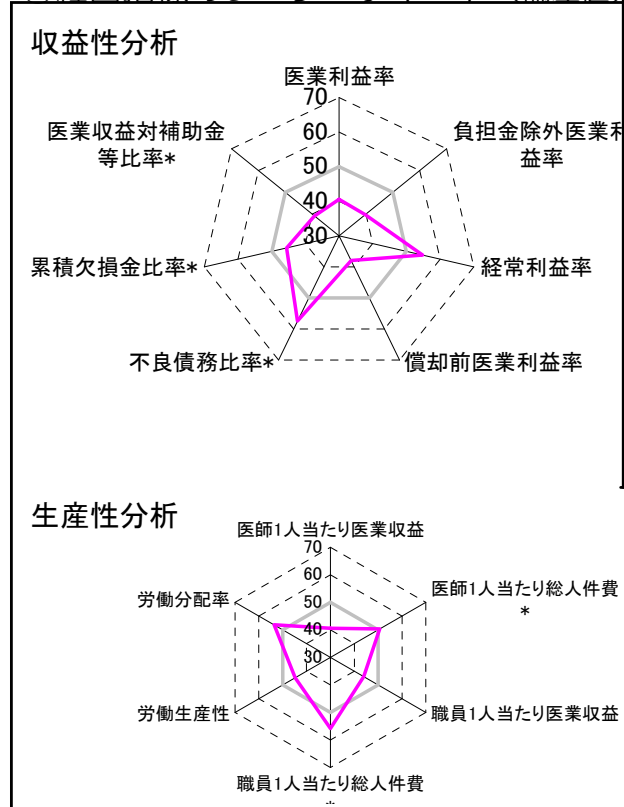 収益性分析
医業利益率
70
60
50
40
30
負担金除外医業利
益率
経常利益率
償却前医業利益率
不良債務比率*
累積欠損金比率*
医業収益対補助金
等比率*
生産性分析
医師1人当たり医業収益
70
60
50
40
30
医師1人当たり総人件費
*
職員1人当たり医業収益
職員1人当たり総人件費
*
労働生産性
労働分配率